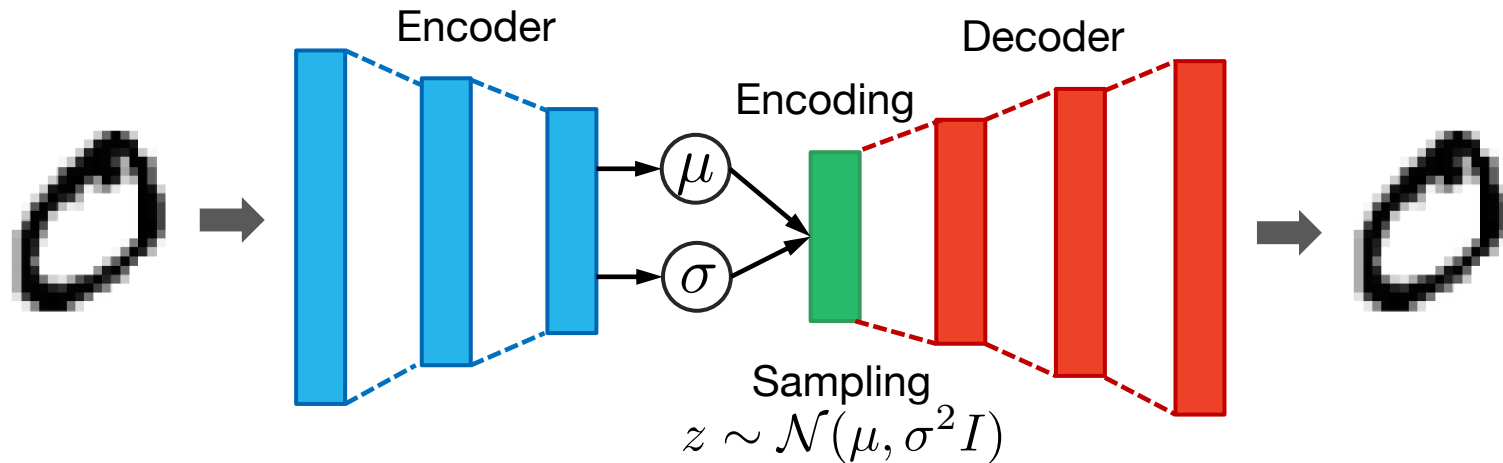 Encoder
Decoder
Encoding
μ
σ
Sampling
z ∼ 𝒩(μ, σ²I)